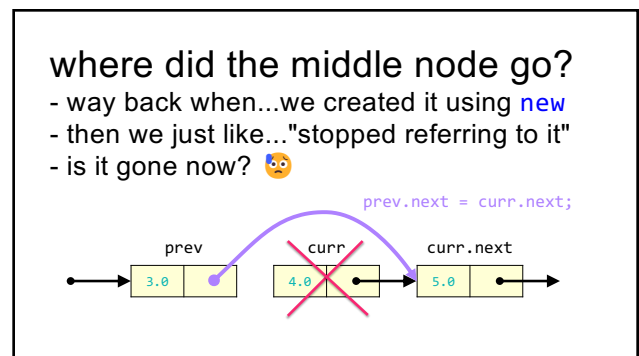 where did the middle node go?
- way back when...we created it using new
- then we just like..."stopped referring to it"
- is it gone now? 😓
prev.next = curr.next;
prev curr curr.next
3.0 4.0 5.0